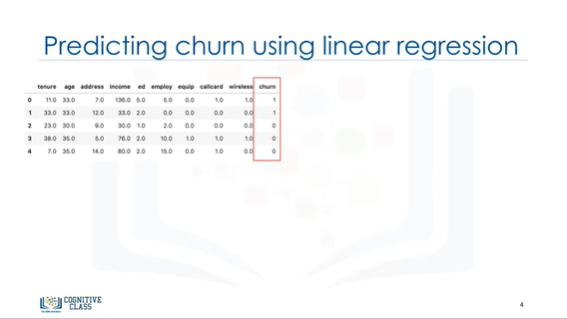 Predicting churn using linear regression
tenure age address income ed employ equip callcard wireless churn
0 11.0 33.0 7.0 136.0 5.0 5.0 0.0 1.0 1.0 1
1 33.0 33.0 12.0 33.0 2.0 0.0 0.0 0.0 0.0 1
2 23.0 30.0 9.0 30.0 1.0 2.0 0.0 0.0 0.0 0
3 38.0 35.0 5.0 76.0 2.0 10.0 1.0 1.0 1.0 0
4 7.0 35.0 14.0 80.0 2.0 15.0 0.0 1.0 0.0 0
COGNITIVE
CLASS
4